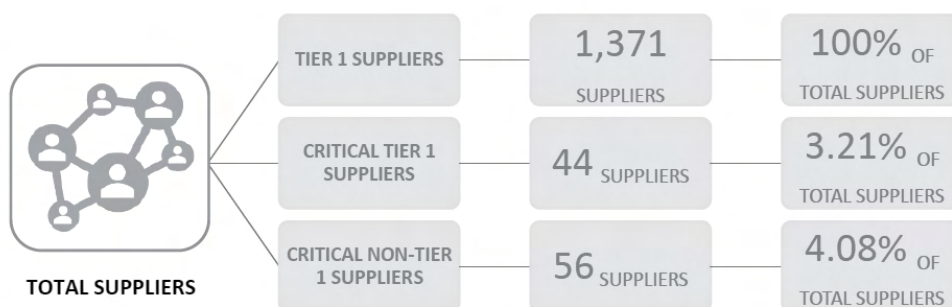 TIER 1 SUPPLIERS
1,371
SUPPLIERS
100% OF
TOTAL SUPPLIERS
CRITICAL TIER 1
SUPPLIERS
44 SUPPLIERS
3.21% OF
TOTAL SUPPLIERS
CRITICAL NON-TIER
1 SUPPLIERS
56 SUPPLIERS
4.08% OF
TOTAL SUPPLIERS
TOTAL SUPPLIERS